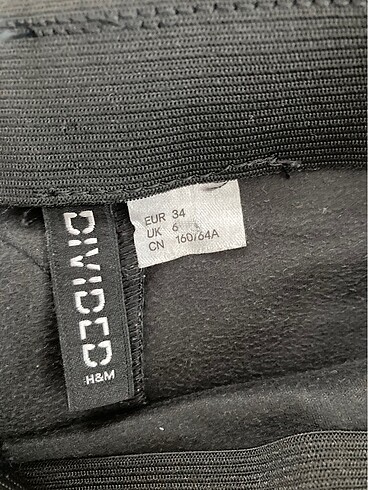 DIVIDED
H&M
EUR 34
UK 6
CN 160/64A